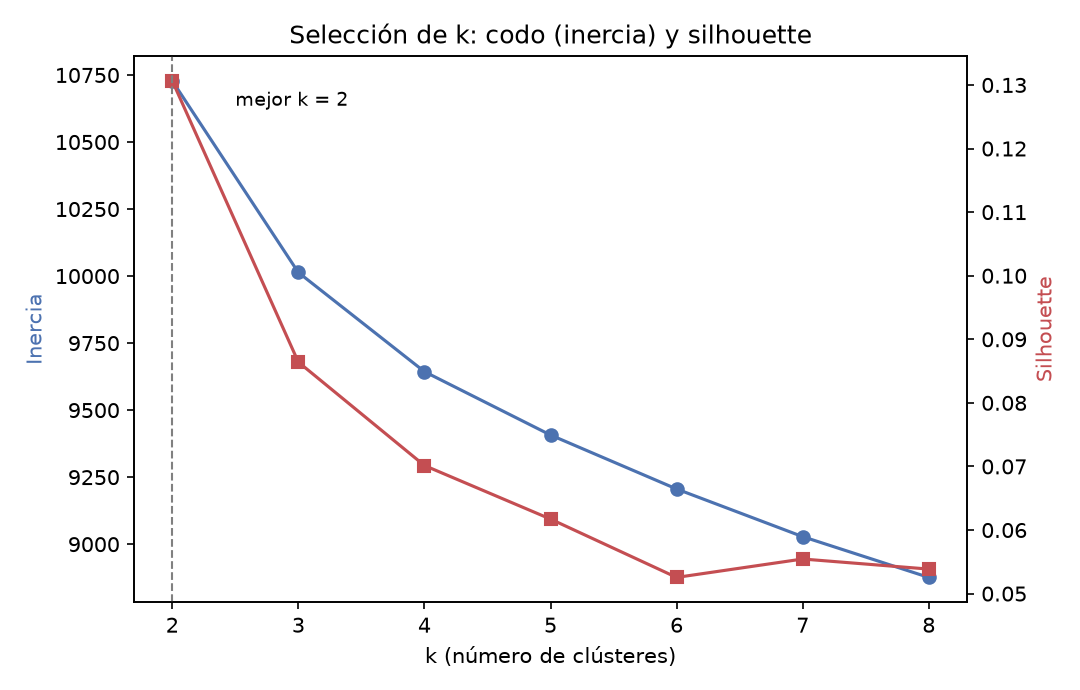 Selección de k: codo (inercia) y silhouette
10750
10500
10250
10000
9750
9500
9250
9000
Inercia
mejor k = 2
0.13
0.12
0.11
0.10
0.09
0.08
0.07
0.06
0.05
Silhouette
2 3 4 5 6 7 8
k (número de clústeres)